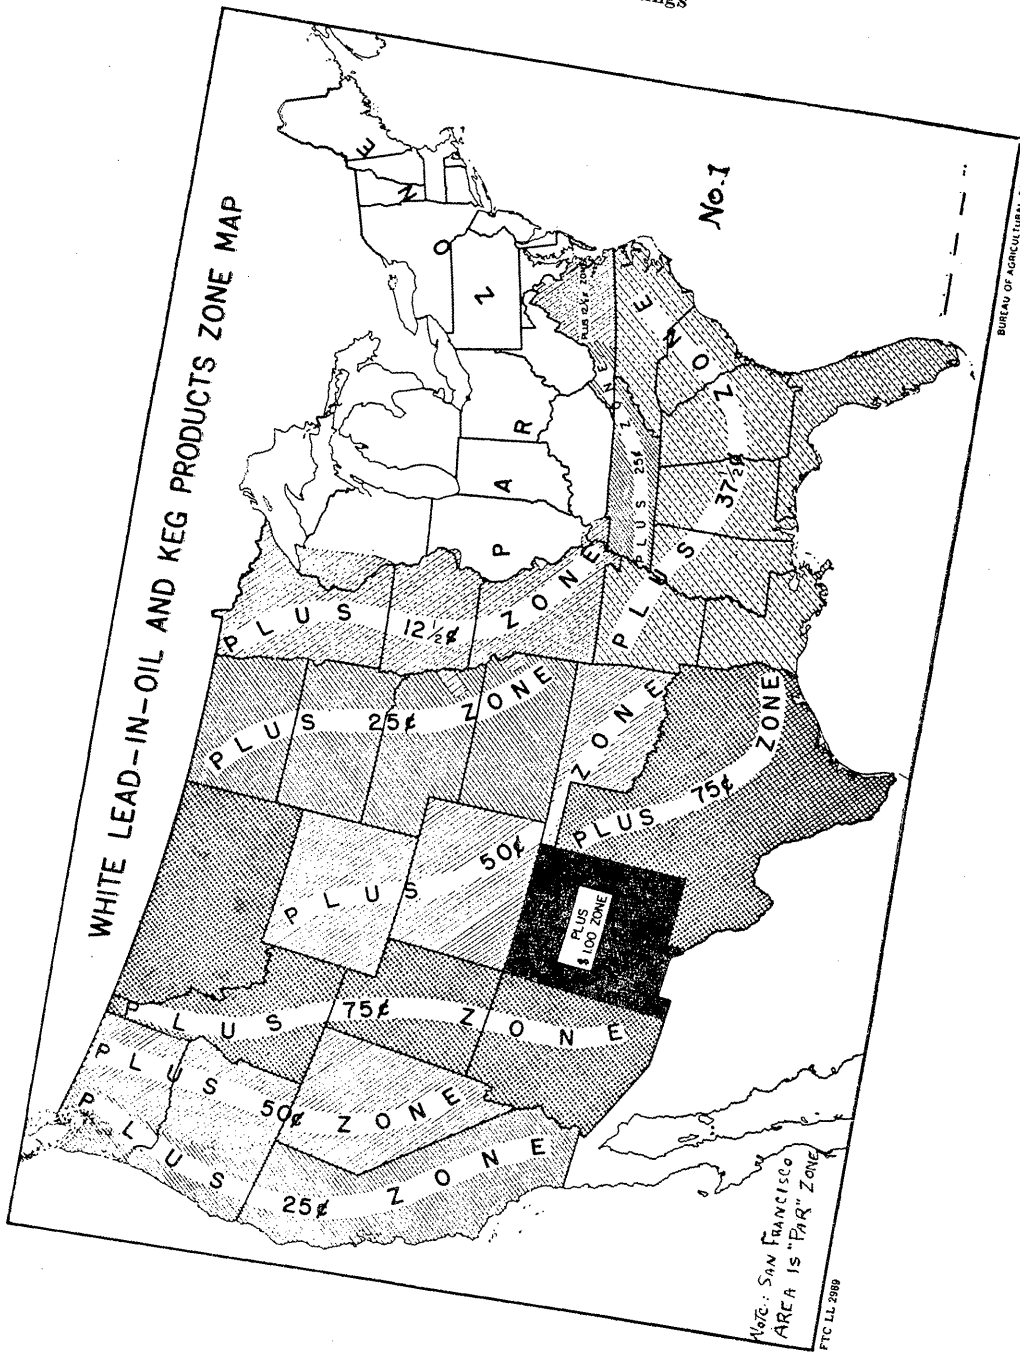 WHITE LEAD-IN-OIL AND KEG PRODUCTS ZONE MAP
No.1
PAR ZONE
PLUS 12½¢ ZONE
PLUS 12½¢ ZONE
PLUS 25¢ ZONE
PLUS 37½¢ ZONE
PLUS 25¢ ZONE
PLUS 50¢ ZONE
PLUS 75¢ ZONE
PLUS
$1.00 ZONE
PLUS 75¢ ZONE
PLUS 50¢ ZONE
PLUS 25¢ ZONE
Note: SAN FRANCISCO
AREA IS "PAR" ZONE
FTC LL 2989
BUREAU OF AGRICULTURAL